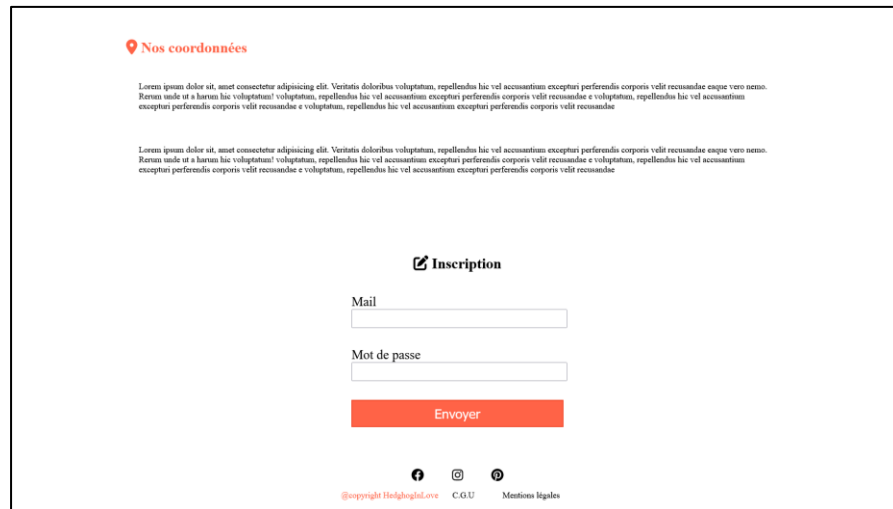 Nos coordonnées
Lorem ipsum dolor sit, amet consectetur adipisicing elit. Veritatis doloribus voluptatum, repellendus hic vel accusantium excepturi perferendis corporis velit recusandae eaque vero nemo.
Rerum unde ut a harum hic voluptatum! voluptatum, repellendus hic vel accusantium excepturi perferendis corporis velit recusandae e voluptatum, repellendus hic vel accusantium
excepturi perferendis corporis velit recusandae e voluptatum, repellendus hic vel accusantium excepturi perferendis corporis velit recusandae
Lorem ipsum dolor sit, amet consectetur adipisicing elit. Veritatis doloribus voluptatum, repellendus hic vel accusantium excepturi perferendis corporis velit recusandae eaque vero nemo.
Rerum unde ut a harum hic voluptatum! voluptatum, repellendus hic vel accusantium excepturi perferendis corporis velit recusandae e voluptatum, repellendus hic vel accusantium
excepturi perferendis corporis velit recusandae e voluptatum, repellendus hic vel accusantium excepturi perferendis corporis velit recusandae
Inscription
Mail
Mot de passe
Envoyer
@copyright HedghogInLove C.G.U Mentions légales